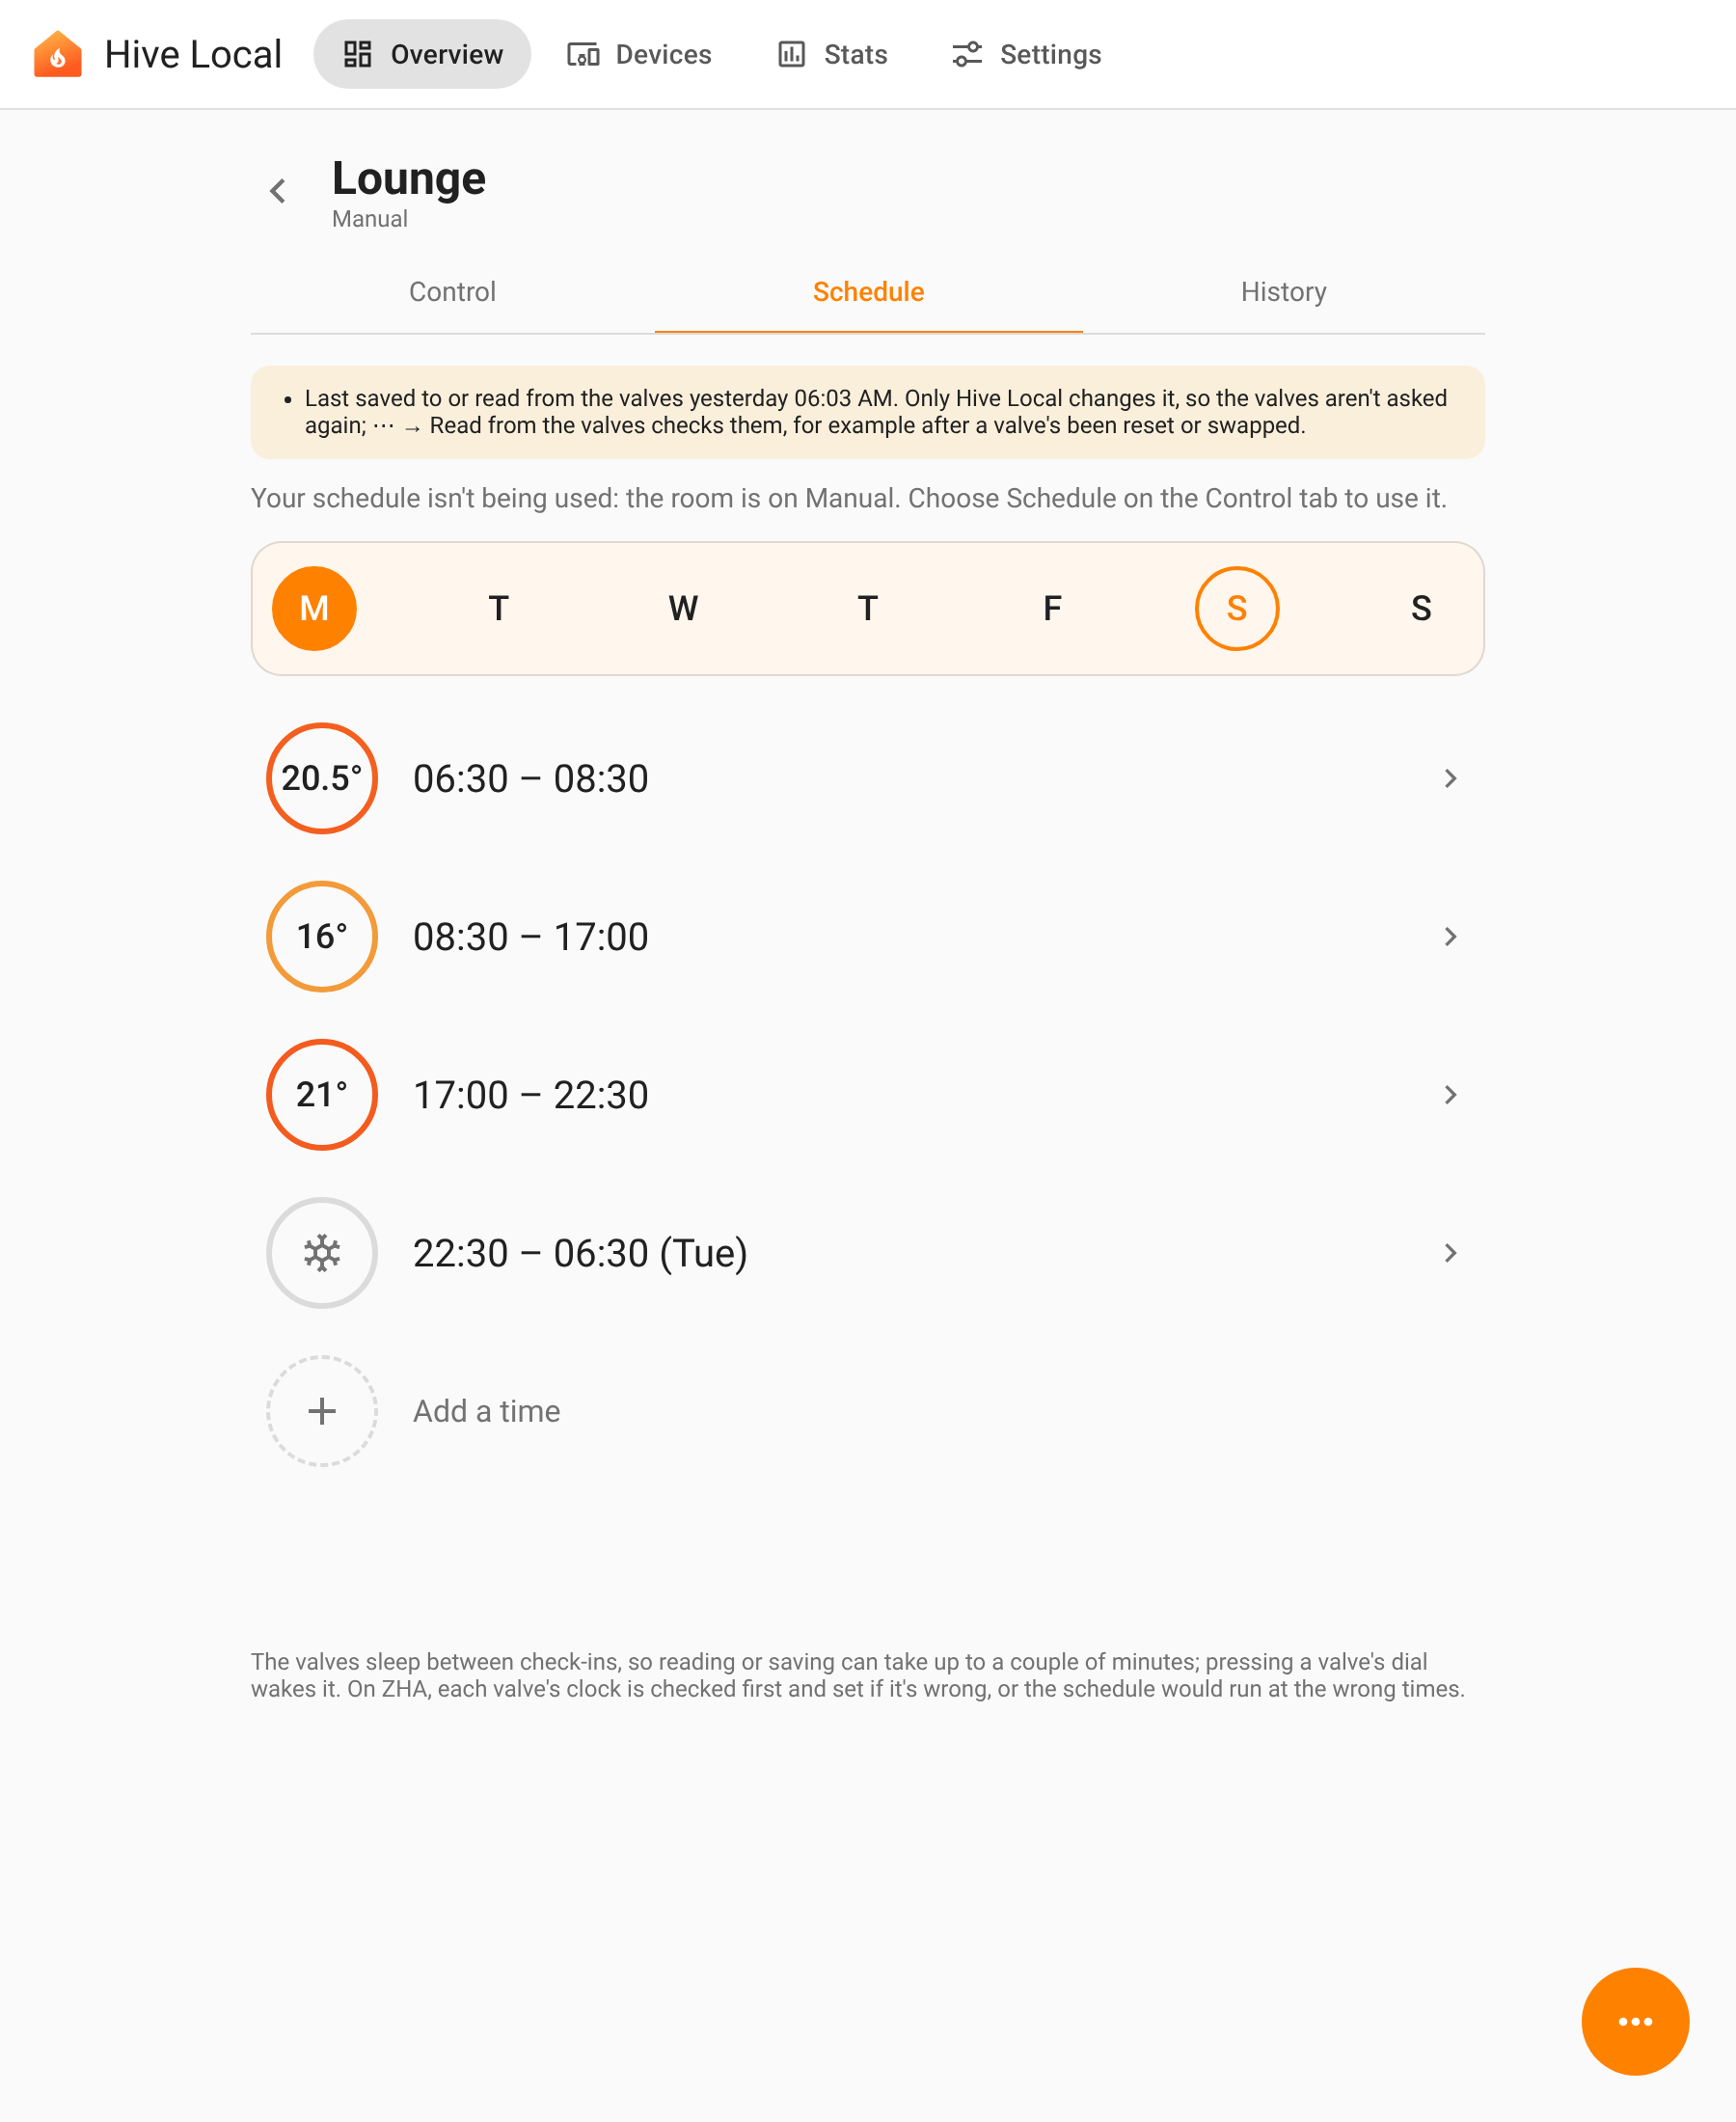 Hive Local
Overview
Devices
Stats
Settings
Lounge
Manual
Control
Schedule
History
• Last saved to or read from the valves yesterday 06:03 AM. Only Hive Local changes it, so the valves aren't asked
again; ⋯ → Read from the valves checks them, for example after a valve's been reset or swapped.
Your schedule isn't being used: the room is on Manual. Choose Schedule on the Control tab to use it.
M T W T F S S
20.5° 06:30 – 08:30
16° 08:30 – 17:00
21° 17:00 – 22:30
22:30 – 06:30 (Tue)
Add a time
The valves sleep between check-ins, so reading or saving can take up to a couple of minutes; pressing a valve's dial
wakes it. On ZHA, each valve's clock is checked first and set if it's wrong, or the schedule would run at the wrong times.